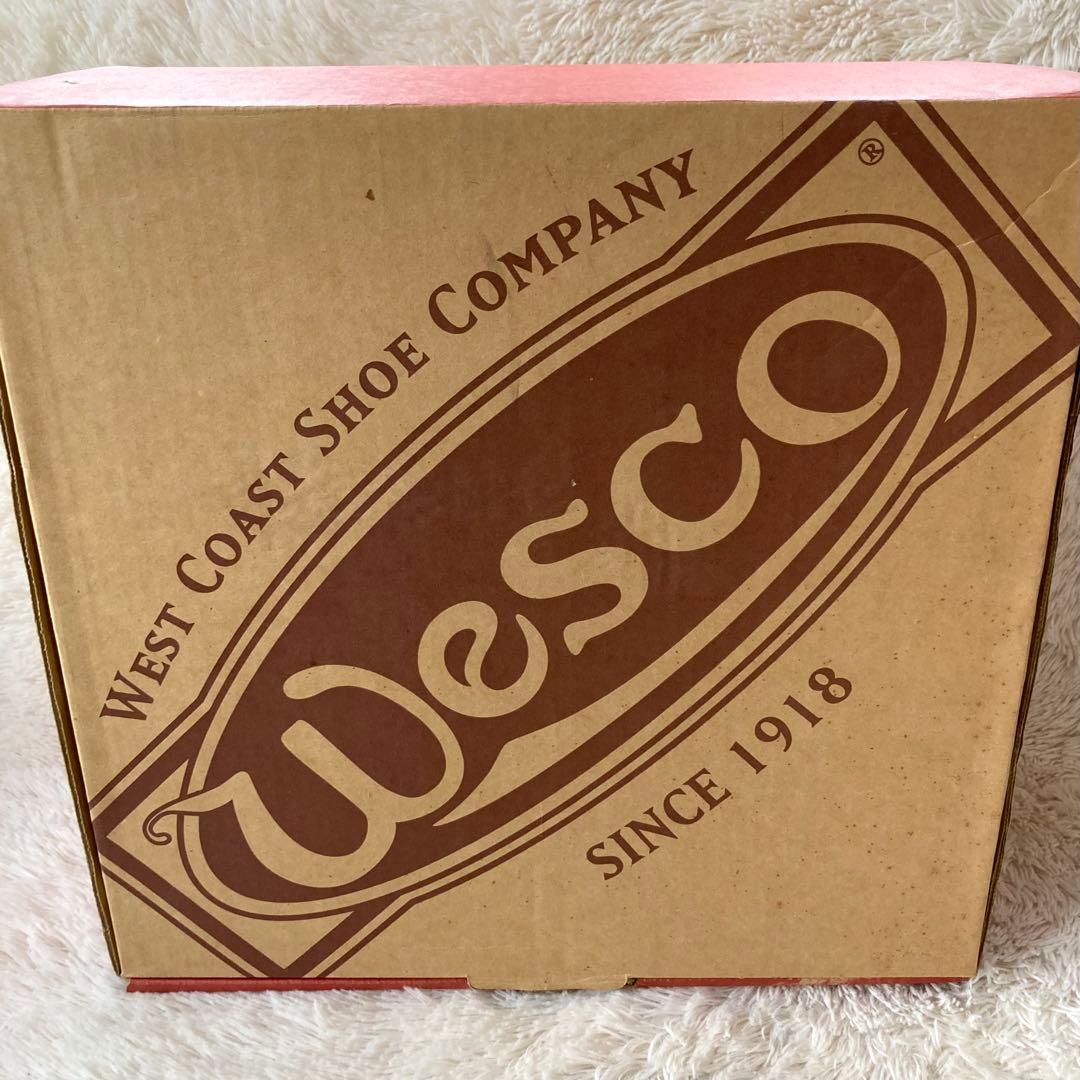 WEST COAST SHOE COMPANY
®
Wesco
SINCE 1918